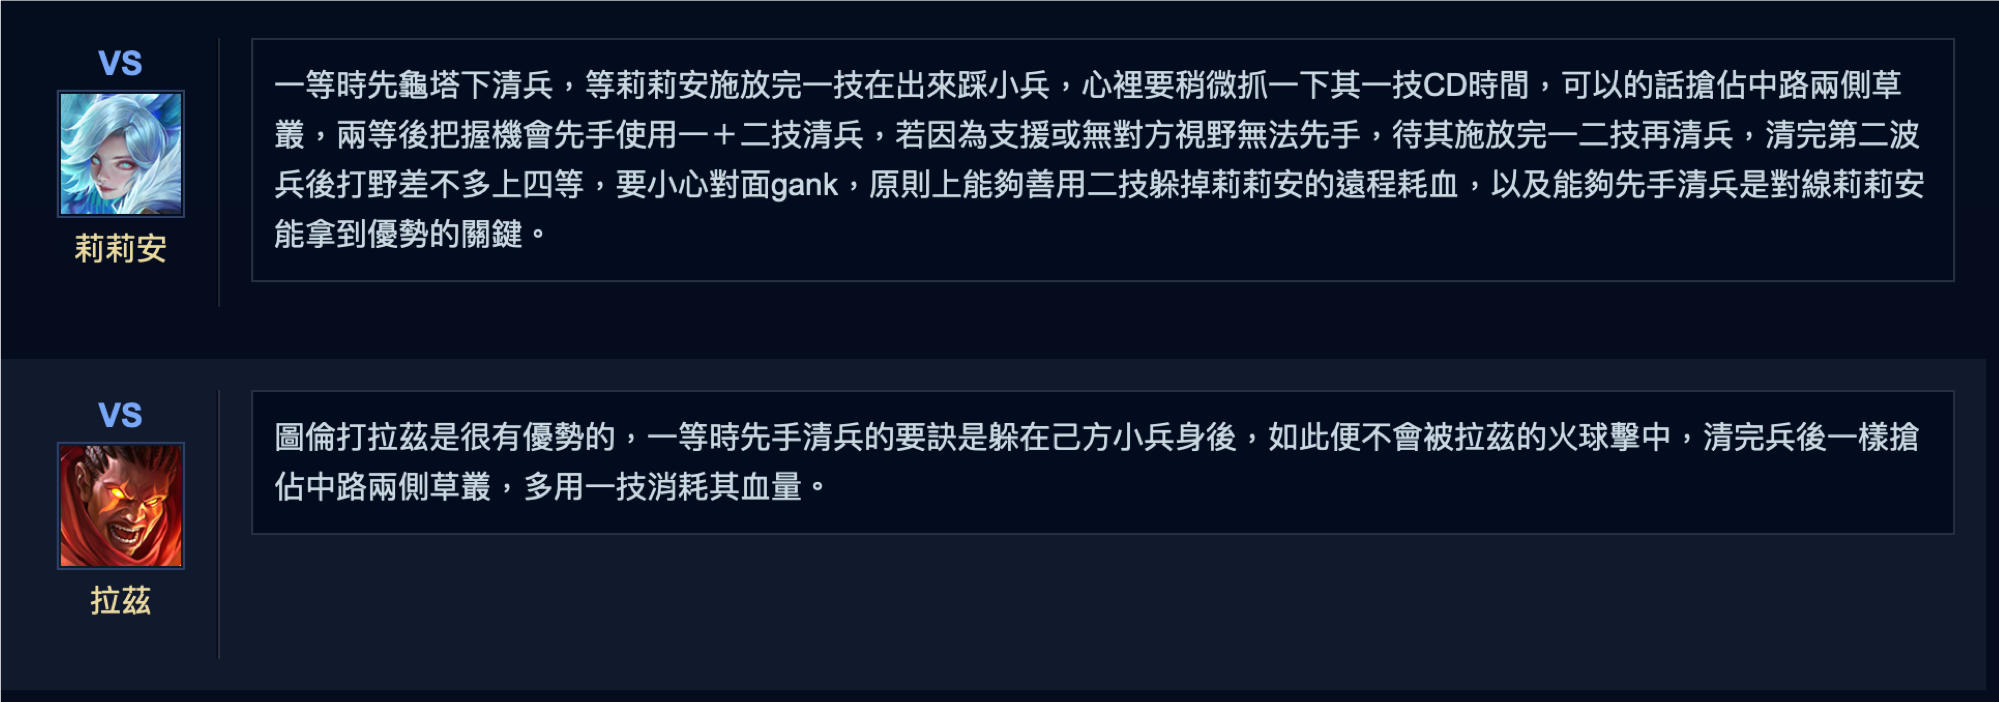 VS
莉莉安
一等時先龜塔下清兵，等莉莉安施放完一技在出來踩小兵，心裡要稍微抓一下其一技CD時間，可以的話搶佔中路兩側草
叢，兩等後把握機會先手使用一＋二技清兵，若因為支援或無對方視野無法先手，待其施放完一二技再清兵，清完第二波
兵後打野差不多上四等，要小心對面gank，原則上能夠善用二技躲掉莉莉安的遠程耗血，以及能夠先手清兵是對線莉莉安
能拿到優勢的關鍵。
VS
拉茲
圖倫打拉茲是很有優勢的，一等時先手清兵的要訣是躲在己方小兵身後，如此便不會被拉茲的火球擊中，清完兵後一樣搶
佔中路兩側草叢，多用一技消耗其血量。